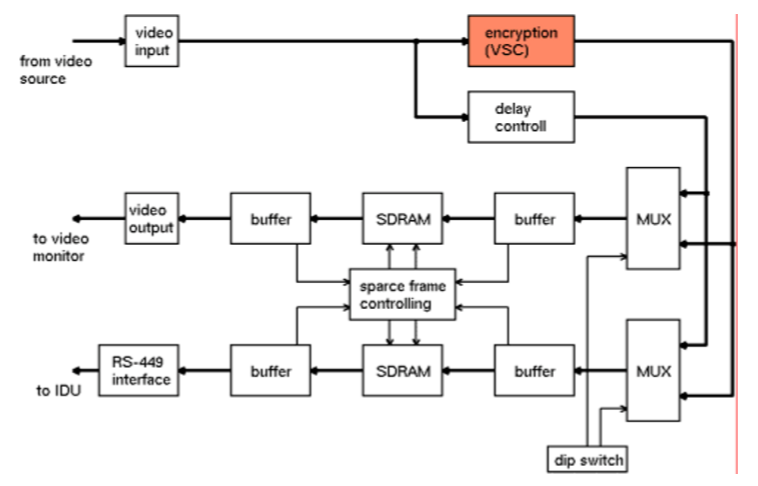 video
input
encryption
(VSC)
from video
source
delay
controll
video
output
buffer
SDRAM
buffer
MUX
to video
monitor
sparce frame
controlling
RS-449
interface
buffer
SDRAM
buffer
MUX
to IDU
dip switch